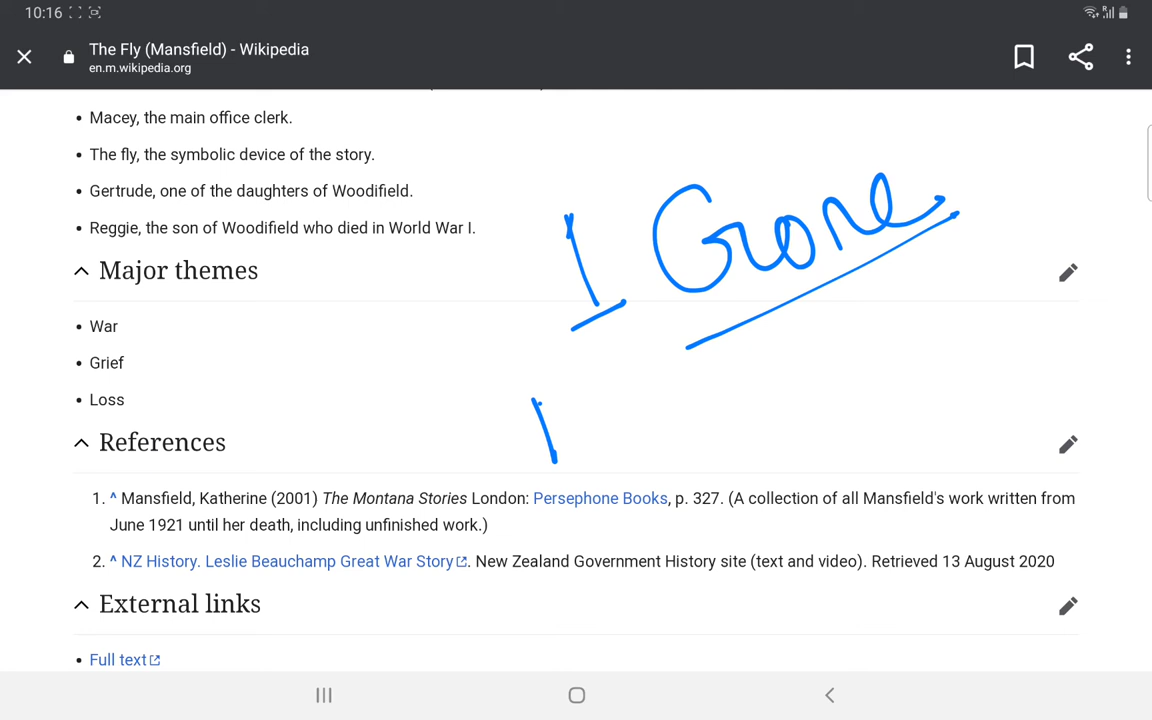 10:16
The Fly (Mansfield) - Wikipedia
en.m.wikipedia.org
• Macey, the main office clerk.
• The fly, the symbolic device of the story.
• Gertrude, one of the daughters of Woodifield.
• Reggie, the son of Woodifield who died in World War I.
Major themes
• War
• Grief
• Loss
References
1. ^ Mansfield, Katherine (2001) The Montana Stories London: Persephone Books, p. 327. (A collection of all Mansfield's work written from
June 1921 until her death, including unfinished work.)
2. ^ NZ History. Leslie Beauchamp Great War Story. New Zealand Government History site (text and video). Retrieved 13 August 2020
External links
• Full text